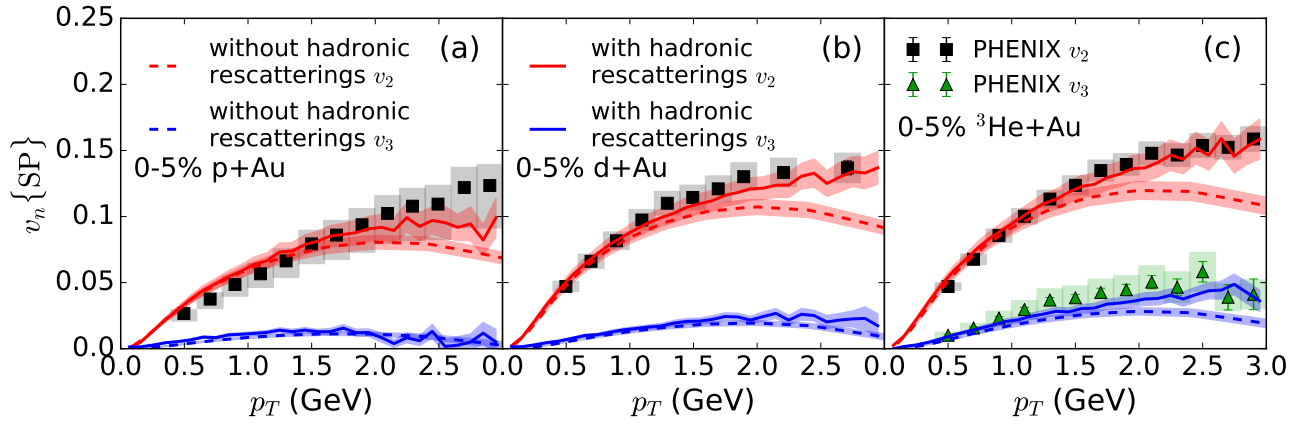 0.25
0.20
0.15
0.10
0.05
0.0
v_n{SP}
(a)
without hadronic
rescatterings v_2
without hadronic
rescatterings v_3
0-5% p+Au
0.0 0.5 1.0 1.5 2.0 2.5
p_T (GeV)
(b)
with hadronic
rescatterings v_2
with hadronic
rescatterings v_3
0-5% d+Au
0.0 0.5 1.0 1.5 2.0 2.5
p_T (GeV)
(c)
PHENIX v_2
PHENIX v_3
0-5% ³He+Au
0.0 0.5 1.0 1.5 2.0 2.5 3.0
p_T (GeV)